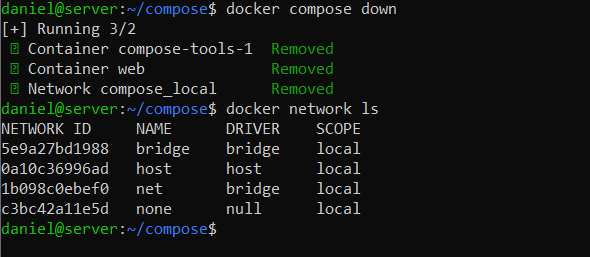 daniel@server:~/compose$ docker compose down
[+] Running 3/2
Container compose-tools-1 Removed
Container web Removed
Network compose_local Removed
daniel@server:~/compose$ docker network ls
NETWORK ID NAME DRIVER SCOPE
5e9a27bd1988 bridge bridge local
0a10c36996ad host host local
1b098c0ebef0 net bridge local
c3bc42a11e5d none null local
daniel@server:~/compose$